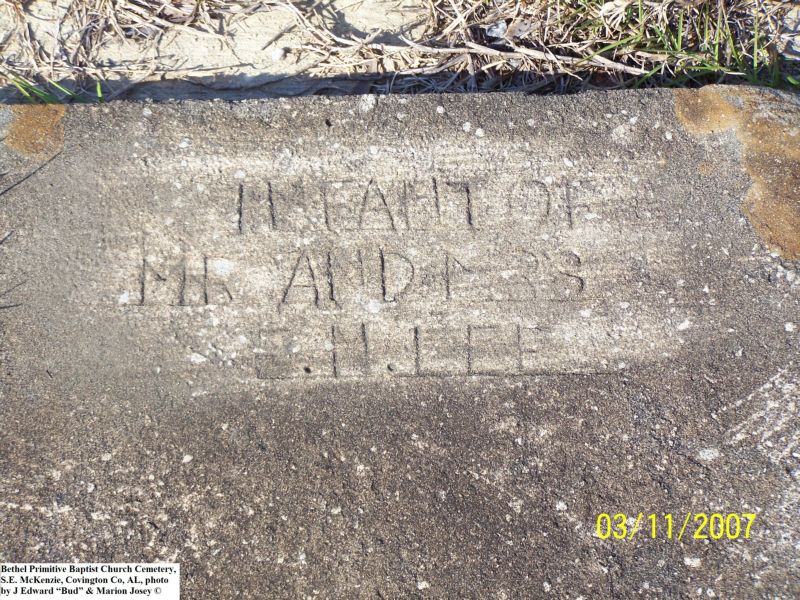 INFANT OF
MR AND MRS
E.H.LEE
03/11/2007
Bethel Primitive Baptist Church Cemetery,
S.E. McKenzie, Covington Co, AL, photo
by J Edward “Bud” & Marion Josey ©